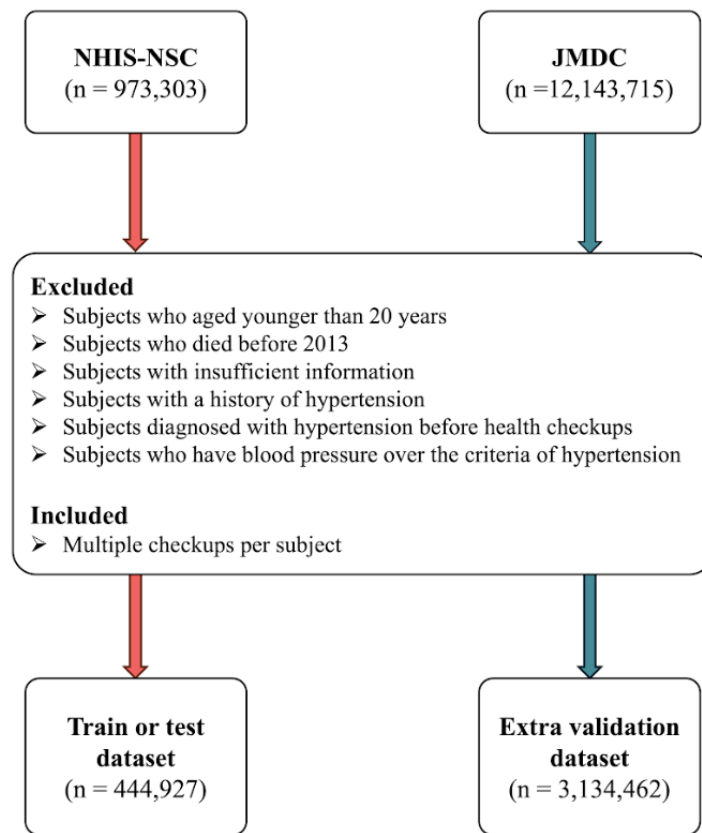 NHIS-NSC
(n = 973,303)
JMDC
(n =12,143,715)
Excluded
➤ Subjects who aged younger than 20 years
➤ Subjects who died before 2013
➤ Subjects with insufficient information
➤ Subjects with a history of hypertension
➤ Subjects diagnosed with hypertension before health checkups
➤ Subjects who have blood pressure over the criteria of hypertension
Included
➤ Multiple checkups per subject
Train or test
dataset
(n = 444,927)
Extra validation
dataset
(n = 3,134,462)